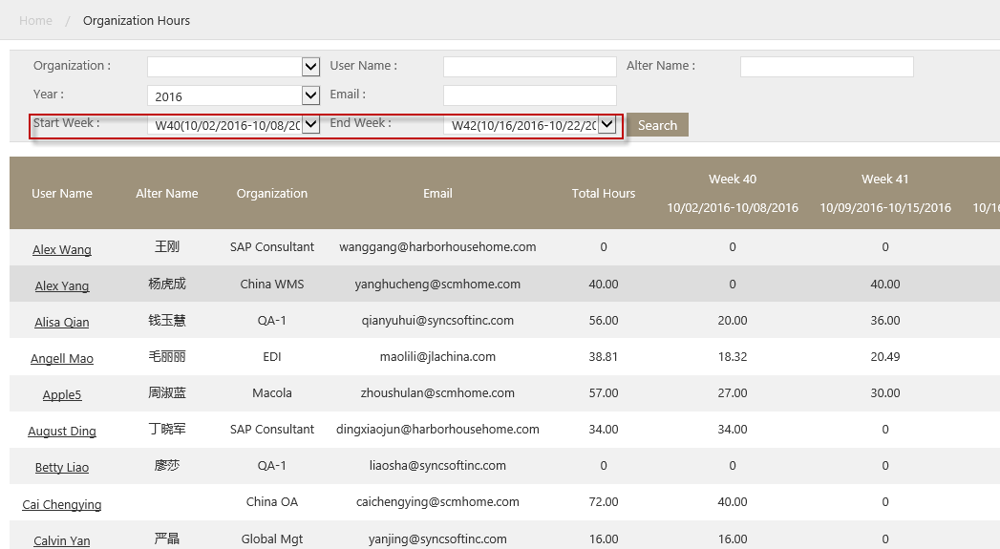 Home / Organization Hours
Organization : User Name : Alter Name :
Year : 2016 Email :
Start Week : W40(10/02/2016-10/08/20 End Week : W42(10/16/2016-10/22/20 Search
User Name Alter Name Organization Email Total Hours Week 40 Week 41
10/02/2016-10/08/2016 10/09/2016-10/15/2016 10/16
Alex Wang 王刚 SAP Consultant wanggang@harborhousehome.com 0 0 0
Alex Yang 杨虎成 China WMS yanghucheng@scmhome.com 40.00 0 40.00
Alisa Qian 钱玉慧 QA-1 qianyuhui@syncsoftinc.com 56.00 20.00 36.00
Angell Mao 毛丽丽 EDI maolili@jlachina.com 38.81 18.32 20.49
Apple5 周淑蓝 Macola zhoushulan@scmhome.com 57.00 27.00 30.00
August Ding 丁晓军 SAP Consultant dingxiaojun@harborhousehome.com 34.00 34.00 0
Betty Liao 廖莎 QA-1 liaosha@syncsoftinc.com 0 0 0
Cai Chengying China OA caichengying@scmhome.com 72.00 40.00 0
Calvin Yan 严晶 Global Mgt yanjing@syncsoftinc.com 16.00 16.00 0